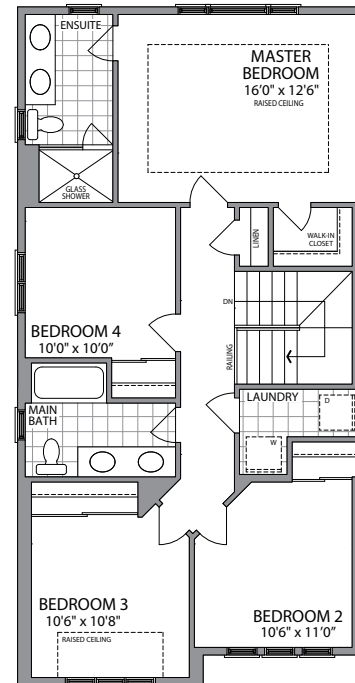 ENSUITE
MASTER
BEDROOM
16'0" x 12'6"
RAISED CEILING
GLASS
SHOWER
LINEN
WALK-IN
CLOSET
BEDROOM 4
10'0" x 10'0"
DN
RAILING
MAIN
BATH
LAUNDRY
D
W
BEDROOM 3
10'6" x 10'8"
RAISED CEILING
BEDROOM 2
10'6" x 11'0"